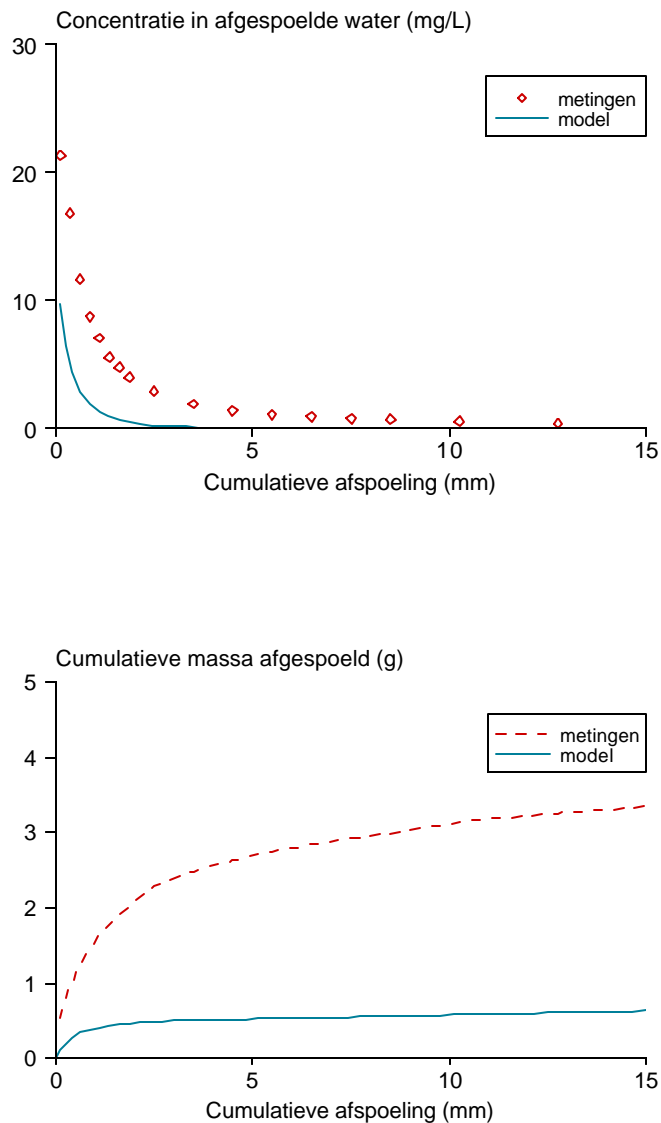 Concentratie in afgespoelde water (mg/L)
30
metingen
model
20
10
0
0 5 10 15
Cumulatieve afspoeling (mm)
Cumulatieve massa afgespoeld (g)
5
metingen
model
4
3
2
1
0
0 5 10 15
Cumulatieve afspoeling (mm)